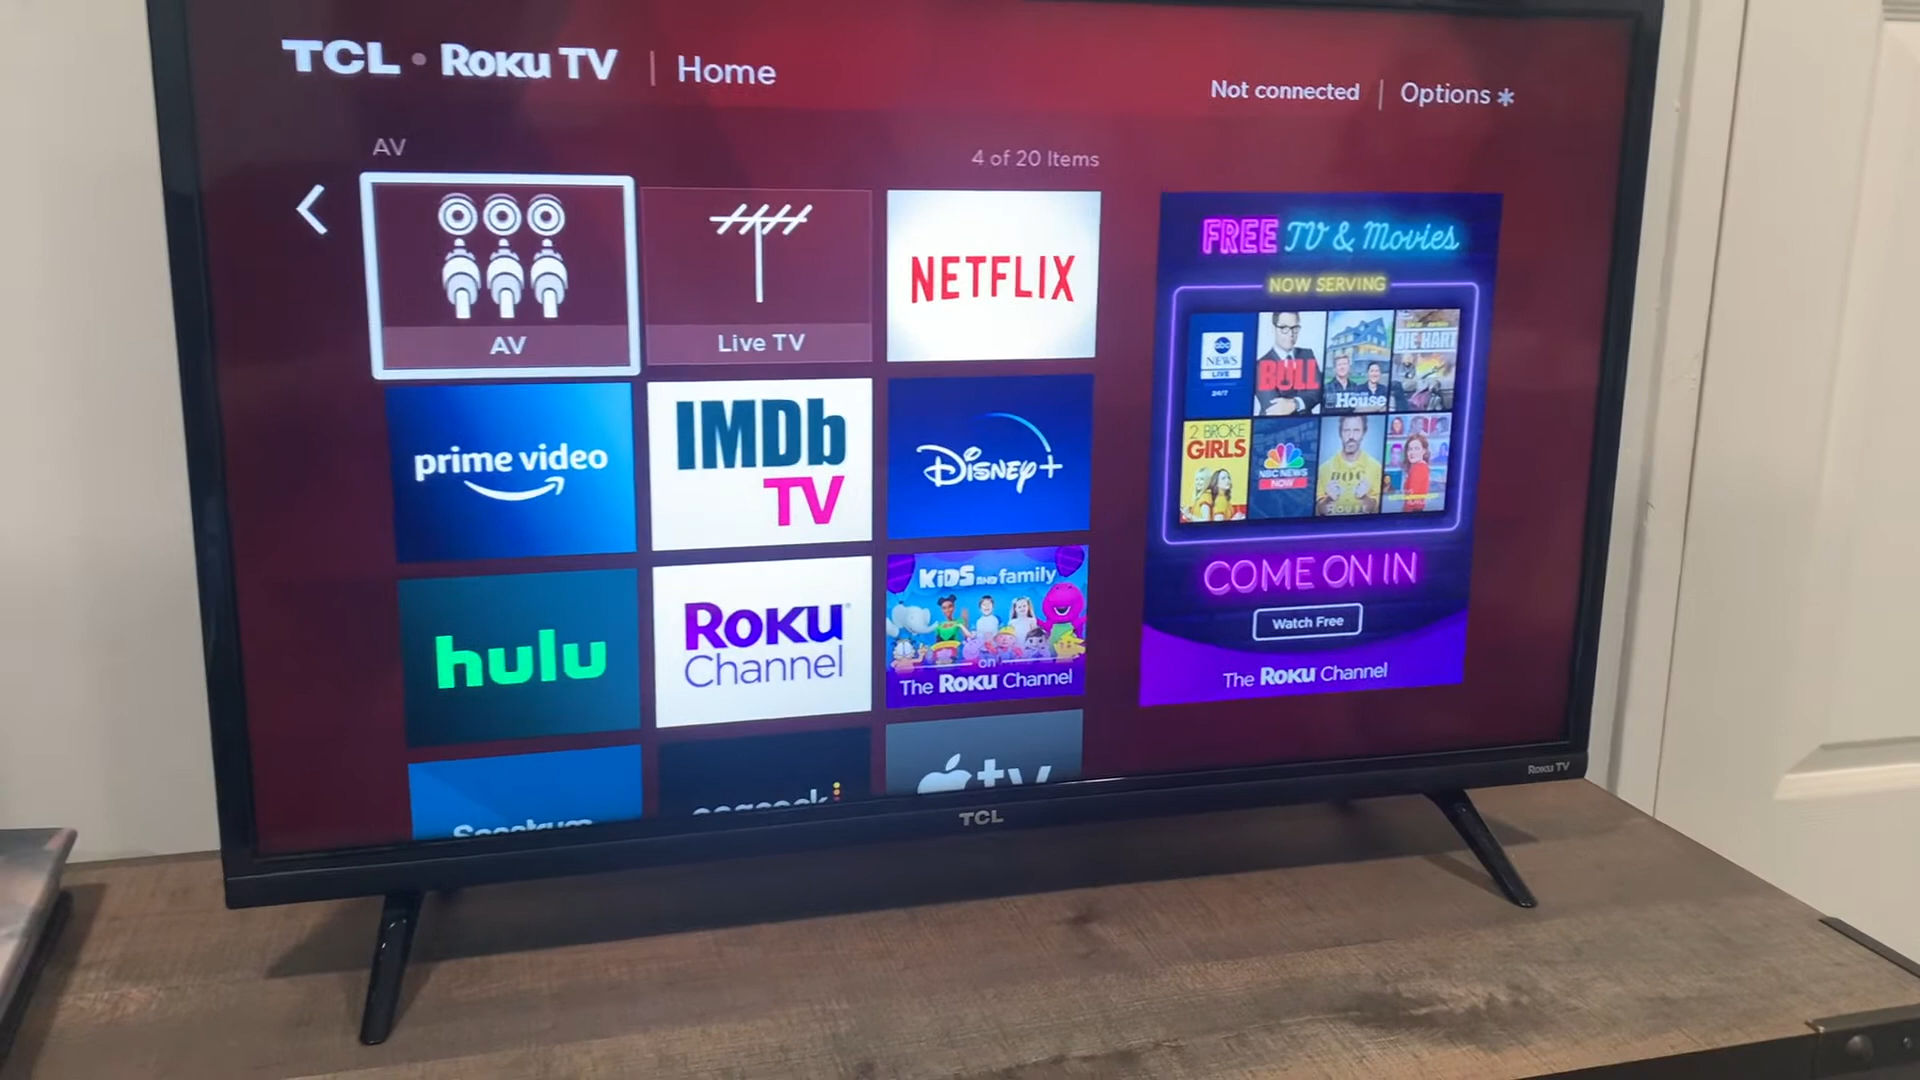 TCL • Roku TV | Home
Not connected | Options *
AV
4 of 20 Items
AV
Live TV
NETFLIX
prime video
IMDb
TV
Disney+
hulu
Roku
Channel
KiDS AND family
on
The Roku Channel
tv
FREE TV & Movies
NOW SERVING
abc
NEWS
LIVE
24/7
BULL
House
DIE HART
2 BROKE
GIRLS
NBC NEWS
NOW
COME ON IN
Watch Free
The Roku Channel
TCL
Roku TV